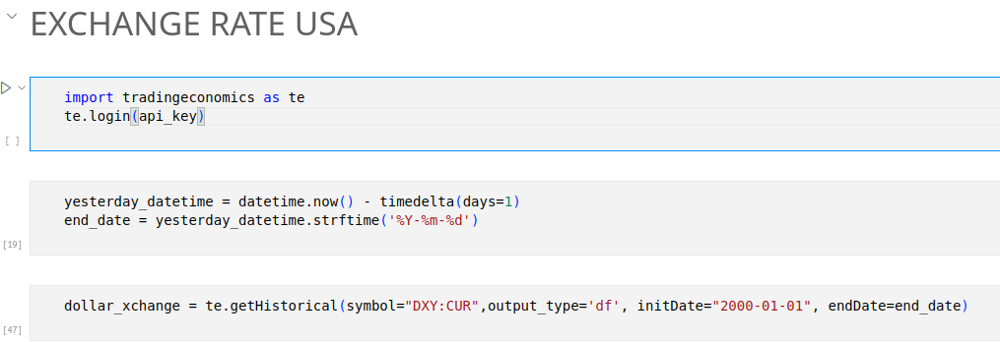 EXCHANGE RATE USA
import tradingeconomics as te
te.login(api_key)
[ ]
yesterday_datetime = datetime.now() - timedelta(days=1)
end_date = yesterday_datetime.strftime('%Y-%m-%d')
[19]
dollar_xchange = te.getHistorical(symbol="DXY:CUR",output_type='df', initDate="2000-01-01", endDate=end_date)
[47]